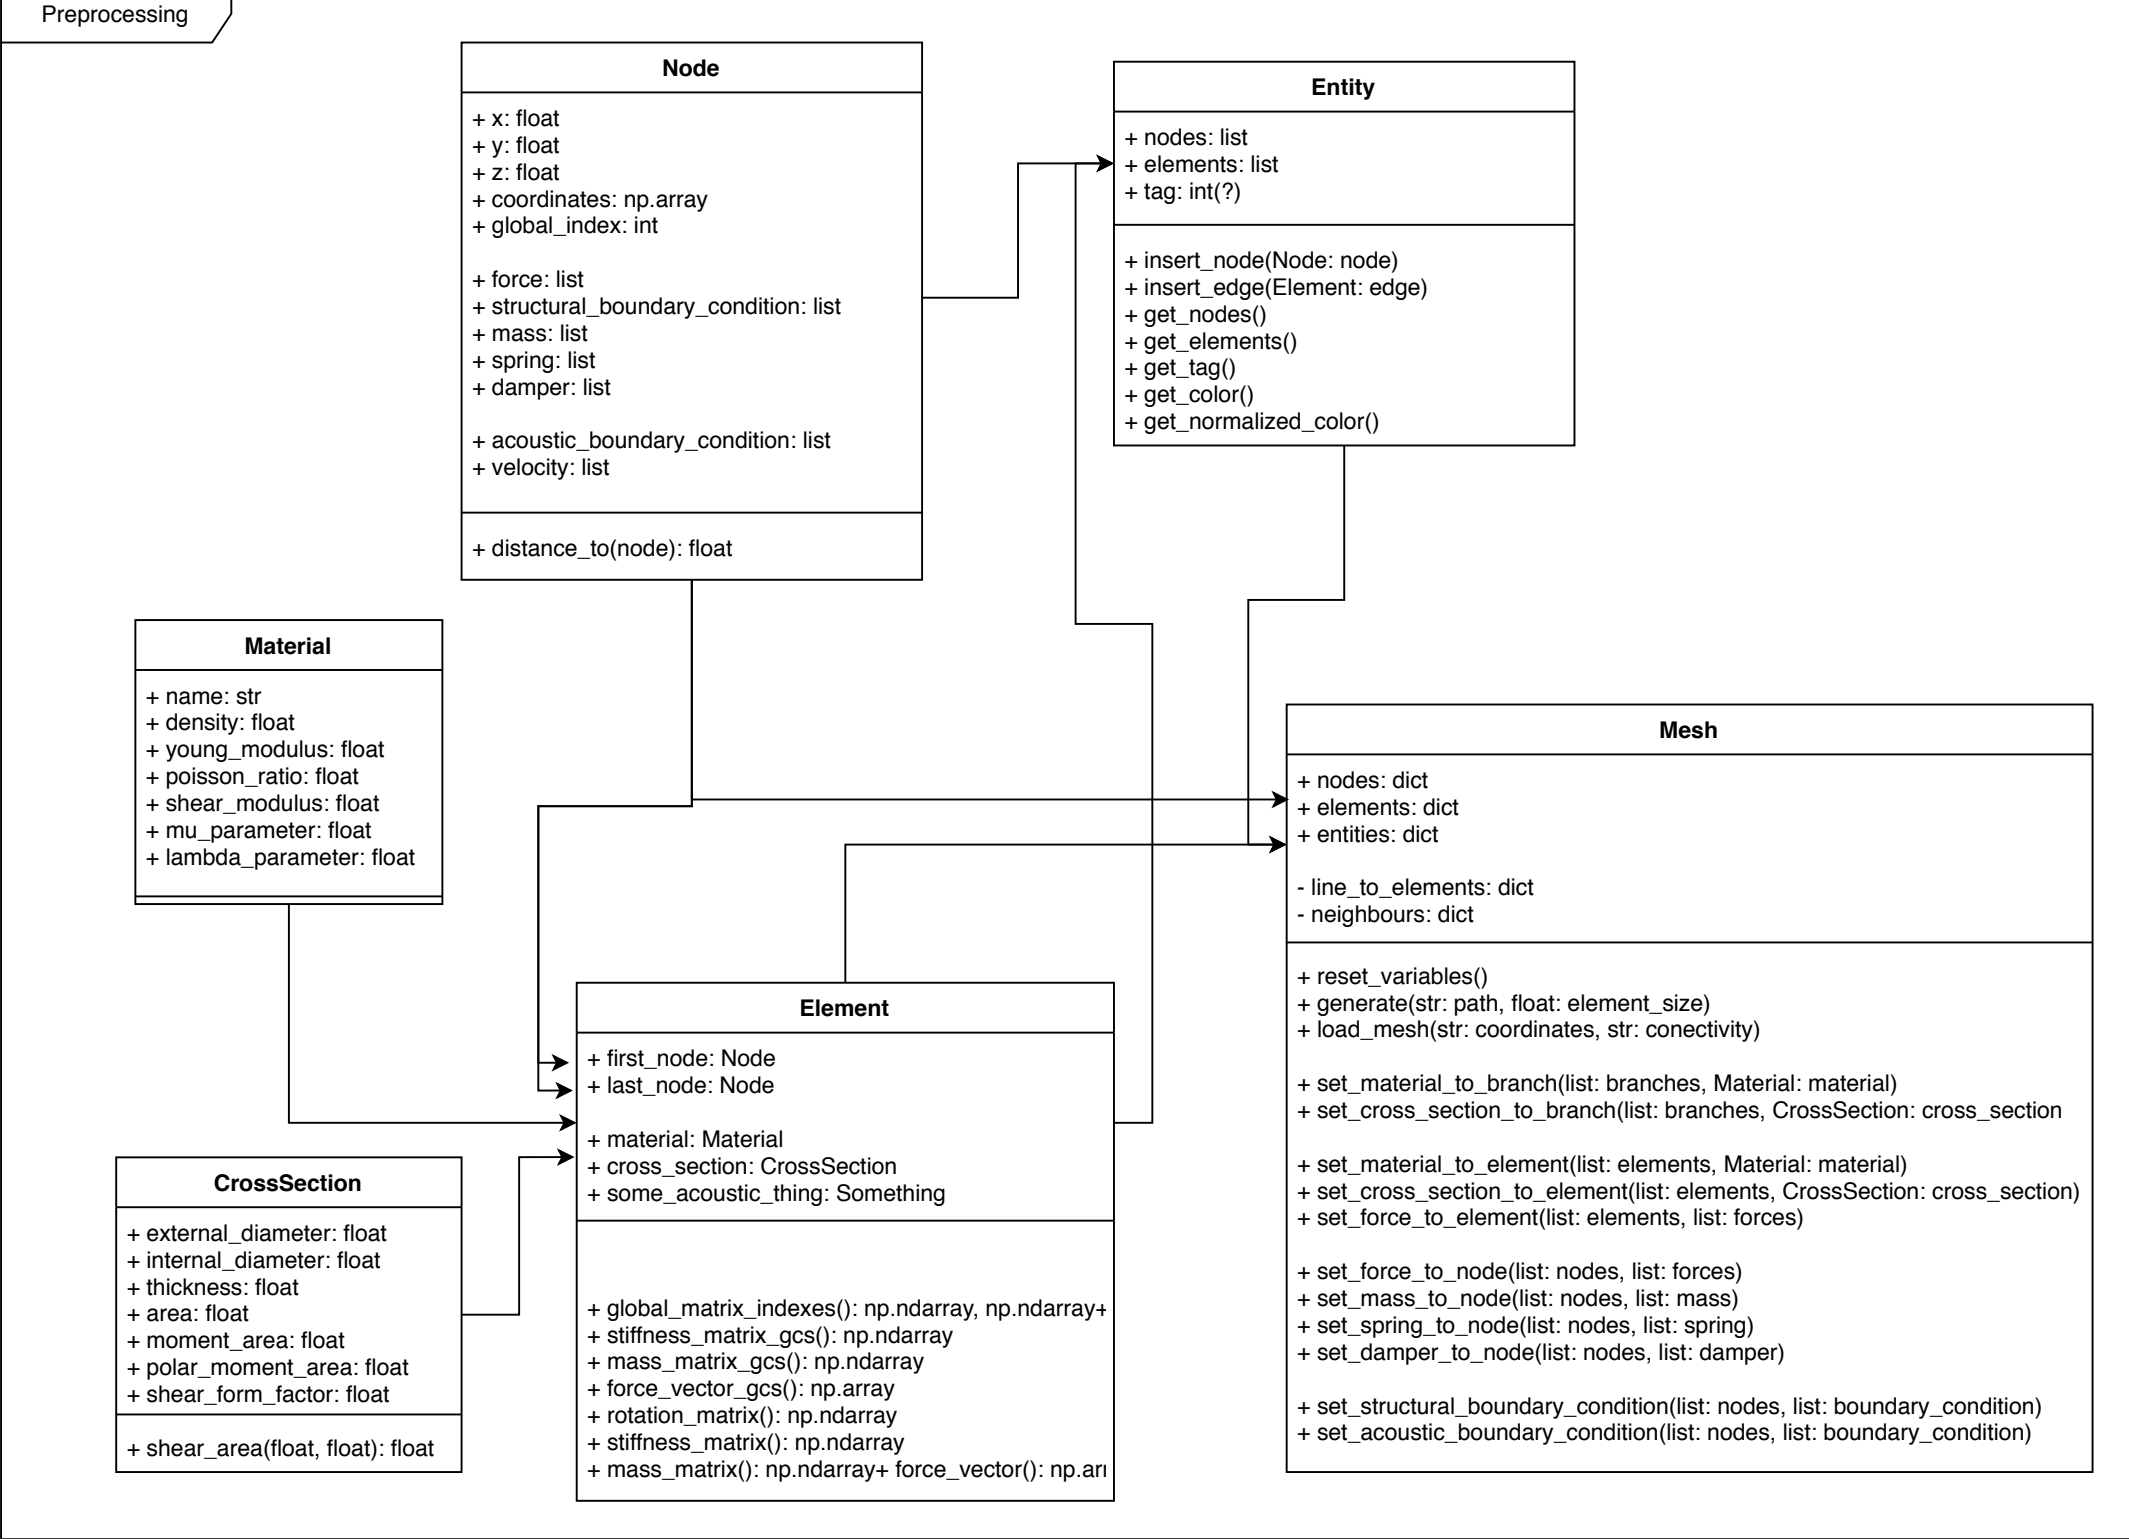 Preprocessing
Node
+ x: float
+ y: float
+ z: float
+ coordinates: np.array
+ global_index: int
+ force: list
+ structural_boundary_condition: list
+ mass: list
+ spring: list
+ damper: list
+ acoustic_boundary_condition: list
+ velocity: list
+ distance_to(node): float
Entity
+ nodes: list
+ elements: list
+ tag: int(?)
+ insert_node(Node: node)
+ insert_edge(Element: edge)
+ get_nodes()
+ get_elements()
+ get_tag()
+ get_color()
+ get_normalized_color()
Material
+ name: str
+ density: float
+ young_modulus: float
+ poisson_ratio: float
+ shear_modulus: float
+ mu_parameter: float
+ lambda_parameter: float
Mesh
+ nodes: dict
+ elements: dict
+ entities: dict
- line_to_elements: dict
- neighbours: dict
+ reset_variables()
+ generate(str: path, float: element_size)
+ load_mesh(str: coordinates, str: conectivity)
+ set_material_to_branch(list: branches, Material: material)
+ set_cross_section_to_branch(list: branches, CrossSection: cross_section
+ set_material_to_element(list: elements, Material: material)
+ set_cross_section_to_element(list: elements, CrossSection: cross_section)
+ set_force_to_element(list: elements, list: forces)
+ set_force_to_node(list: nodes, list: forces)
+ set_mass_to_node(list: nodes, list: mass)
+ set_spring_to_node(list: nodes, list: spring)
+ set_damper_to_node(list: nodes, list: damper)
+ set_structural_boundary_condition(list: nodes, list: boundary_condition)
+ set_acoustic_boundary_condition(list: nodes, list: boundary_condition)
Element
+ first_node: Node
+ last_node: Node
+ material: Material
+ cross_section: CrossSection
+ some_acoustic_thing: Something
+ global_matrix_indexes(): np.ndarray, np.ndarray+
+ stiffness_matrix_gcs(): np.ndarray
+ mass_matrix_gcs(): np.ndarray
+ force_vector_gcs(): np.array
+ rotation_matrix(): np.ndarray
+ stiffness_matrix(): np.ndarray
+ mass_matrix(): np.ndarray+ force_vector():
CrossSection
+ external_diameter: float
+ internal_diameter: float
+ thickness: float
+ area: float
+ moment_area: float
+ polar_moment_area: float
+ shear_form_factor: float
+ shear_area(float, float): float